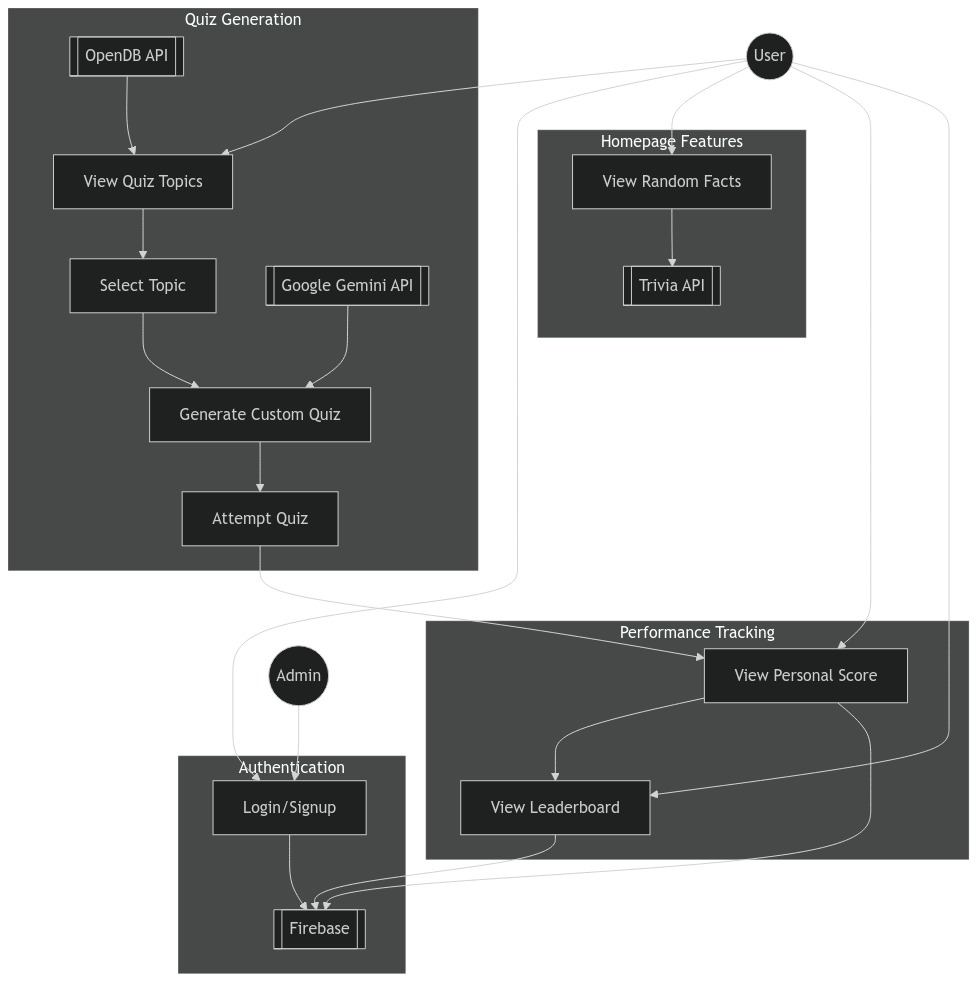 Quiz Generation
OpenDB API
User
Homepage Features
View Quiz Topics
View Random Facts
Select Topic
Google Gemini API
Trivia API
Generate Custom Quiz
Attempt Quiz
Performance Tracking
Admin
View Personal Score
Authentication
Login/Signup
View Leaderboard
Firebase